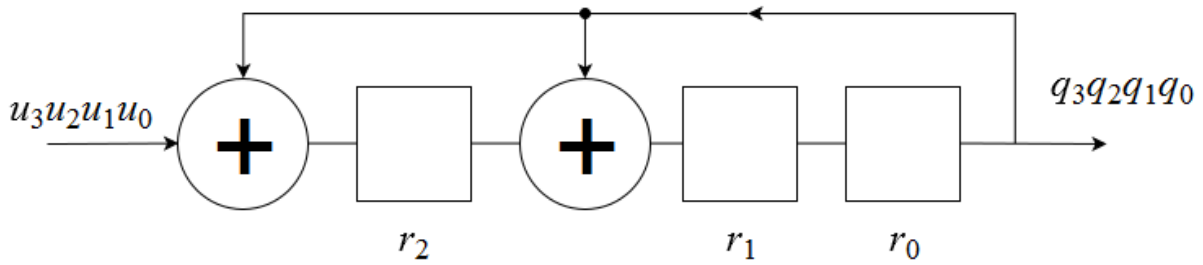 u₃u₂u₁u₀
+
+
q₃q₂q₁q₀
r₂
r₁
r₀